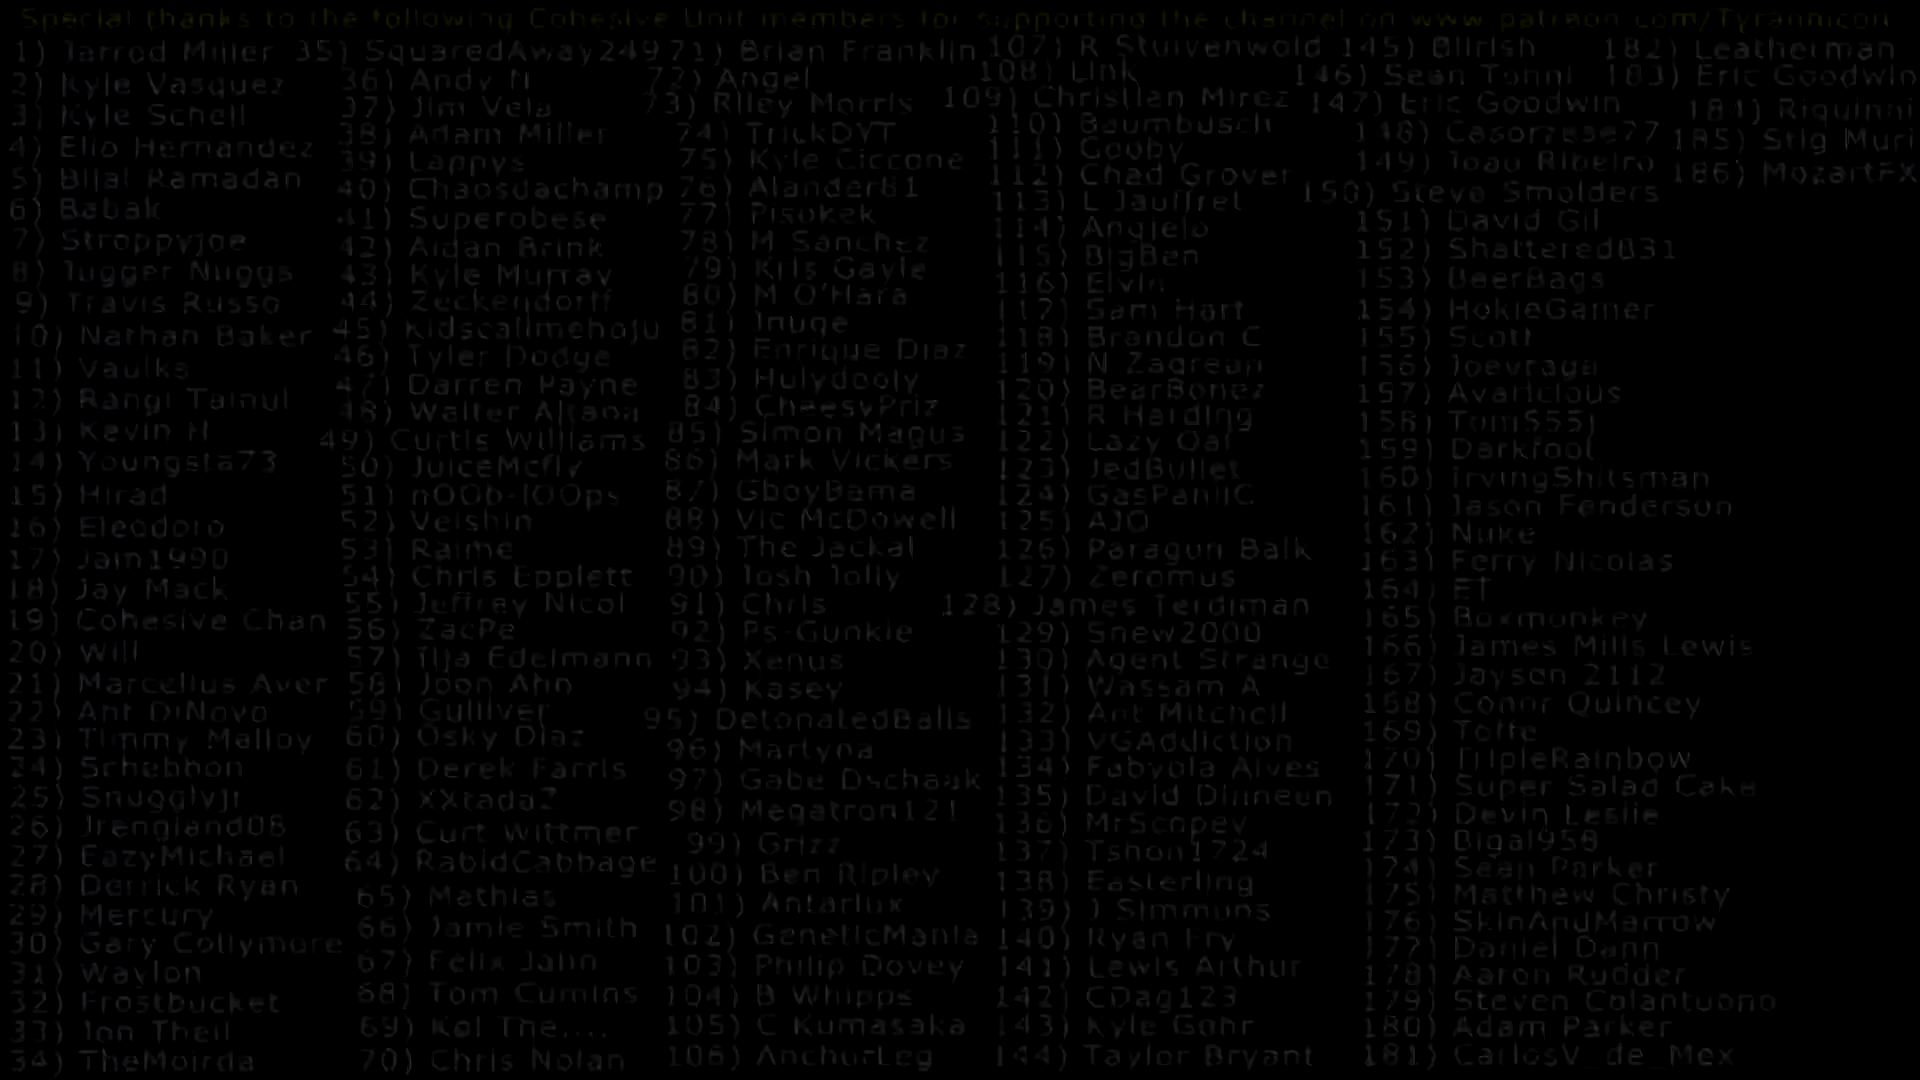 Special thanks to the following Cohesive Unit members for supporting the channel on www.patreon.com/Tyrannicon
1) Jarrod Miller
2) Kyle Vasquez
3) Kyle Schell
4) Elio Hernandez
5) Bilal Ramadan
6) Babak
7) Stroppyjoe
8) Jugger Nuggs
9) Travis Russo
10) Nathan Baker
11) Vaulks
12) Rangi Tainui
13) Kevin H
14) Youngsta73
15) Hirad
16) Eleodoro
17) Jam1990
18) Jay Mack
19) Cohesive Chan
20) Will
21) Marcellus Aver
22) Ant DiNovo
23) Timmy Malloy
24) Schebhon
25) Snugglyjr
26) Jrengland08
27) EazyMichael
28) Derrick Ryan
29) Mercury
30) Gary Collymore
31) Waylon
32) Frostbucket
33) Jon Theil
34) TheMoirda
35) SquaredAway249
36) Andy N
37) Jim Vela
38) Adam Miller
39) Lappys
40) Chaosdachamp
41) Superobese
42) Aidan Brink
43) Kyle Murray
44) Zeckendorff
45) Kidscallmehoju
46) Tyler Dodge
47) Darren Payne
48) Walter Altana
49) Curtis Williams
50) JuiceMcfly
51) n00b-l00ps
52) Veishin
53) Raime
54) Chris Epplett
55) Jeffrey Nicol
56) ZacPe
57) Ilja Edelmann
58) Joon Ahn
59) Gulliver
60) Osky Diaz
61) Derek Farris
62) XXtadaZ
63) Curt Wittmer
64) RabidCabbage
65) Mathias
66) Jamie Smith
67) Felix Jahn
68) Tom Cumins
69) Kal The....
70) Chris Nolan
71) Brian Franklin
72) Angel
73) Riley Morris
74) TrickDYT
75) Kyle Ciccone
76) Alander81
77) Pisokek
78) M Sanchez
79) Kris Gayle
80) M O'Hara
81) Inuge
82) Enrique Diaz
83) Hulydooly
84) CheesyPriz
85) Simon Magus
86) Mark Vickers
87) GboyBama
88) Vic McDowell
89) The Jackal
90) Josh Jolly
91) Chris
92) Ps-Gunkie
93) Xenus
94) Kasey
95) DetonatedBalls
96) Martyna
97) Gabe Dschaak
98) Megatron121
99) Grizz
100) Ben Ripley
101) Antarlux
102) GeneticMania
103) Philip Dovey
104) B Whipps
105) C Kumasaka
106) AnchorLeg
107) R Stuivenwold
108) Link
109) Christian Mirez
110) Baumbusch
111) Gooby
112) Chad Grover
113) L Jauffret
114) Angielo
115) BigBen
116) Elvin
117) Sam Hart
118) Brandon C
119) N Zagrean
120) BearBonez
121) R Harding
122) Lazy Oaf
123) JedBullet
124) GasPaniiC
125) AJO
126) Paragon Balk
127) Zeromus
128) James Terdiman
129) Snew2000
130) Agent Strange
131) Wassam A
132) Ant Mitchell
133) VGAddiction
134) Fabyola Alves
135) David Dinneen
136) MrScopey
137) Tshon1724
138) Easterling
139) J Simmons
140) Ryan Fry
141) Lewis Arthur
142) CDag123
143) Kyle Gohr
144) Taylor Bryant
145) Blirish
146) Sean Tonni
147) Eric Goodwin
148) Casorzese77
149) Joao Ribeiro
150) Steve Smolders
151) David Gil
152) Shattered831
153) BeerBags
154) HokieGamer
155) Scott
156) Joevraga
157) Avaricious
158) Tom555j
159) Darkfool
160) IrvingShitsman
161) Jason Fenderson
162) Nuke
163) Ferry Nicolas
164) ET
165) Boxmonkey
166) James Mills Lewis
167) Jayson 2112
168) Conor Quincey
169) Toffe
170) TripleRainbow
171) Super Salad Cake
172) Devin Leslie
173) Bigal958
174) Sean Parker
175) Matthew Christy
176) SkinAndMarrow
177) Daniel Dann
178) Aaron Rudder
179) Steven Colantuono
180) Adam Parker
181) CarlosV_de_Mex
182) Leatherman
183) Eric Goodwin
184) Riquinni
185) Stig Muri
186) MozartFX